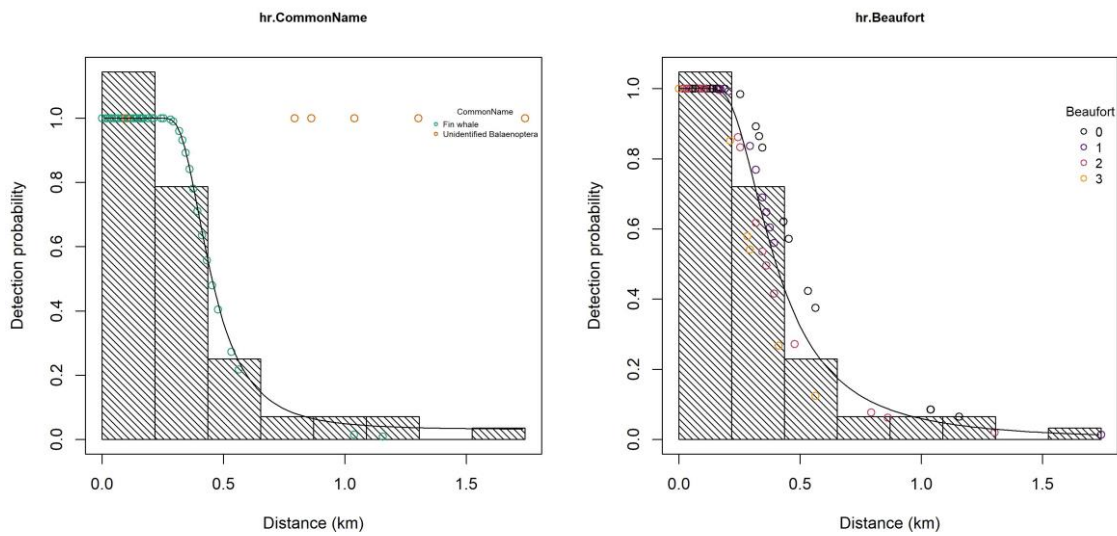 hr.CommonName
Detection probability
1.0
0.8
0.6
0.4
0.2
0.0
CommonName
Fin whale
Unidentified Balaenoptera
0.0 0.5 1.0 1.5
Distance (km)
hr.Beaufort
Detection probability
1.0
0.8
0.6
0.4
0.2
0.0
Beaufort
0
1
2
3
0.0 0.5 1.0 1.5
Distance (km)